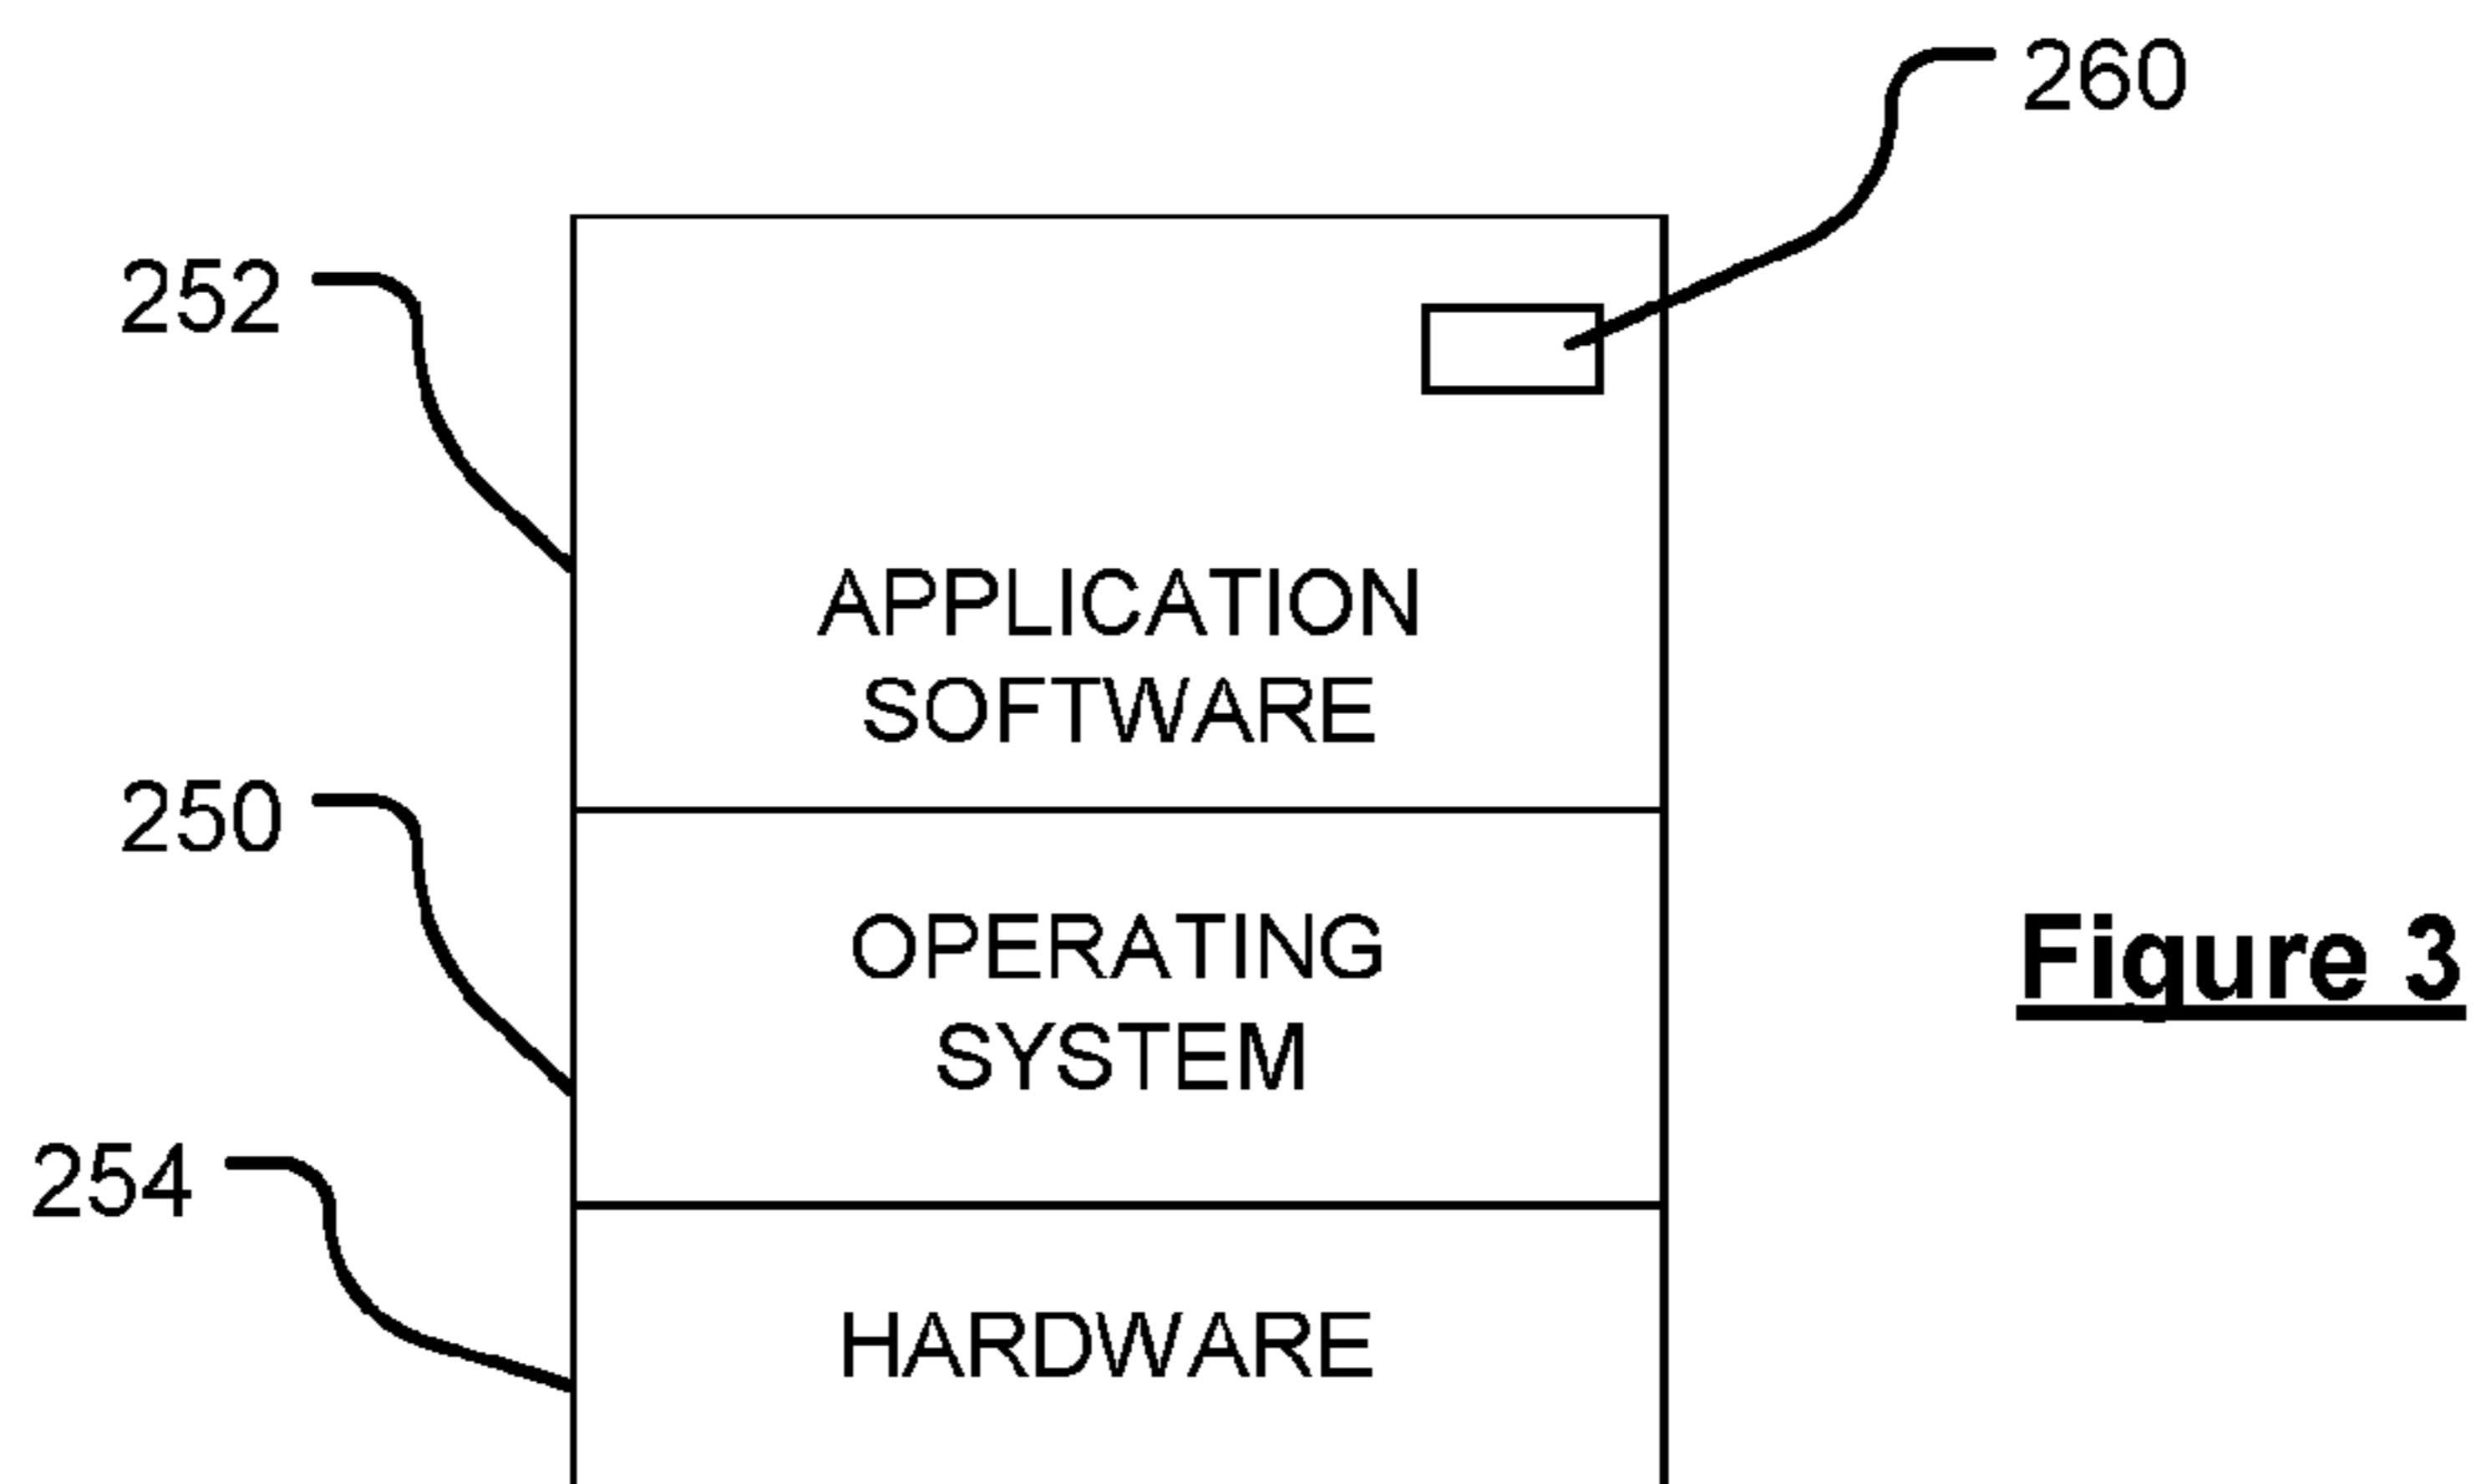 260
252
APPLICATION
SOFTWARE
250
OPERATING
SYSTEM
Figure 3
254
HARDWARE